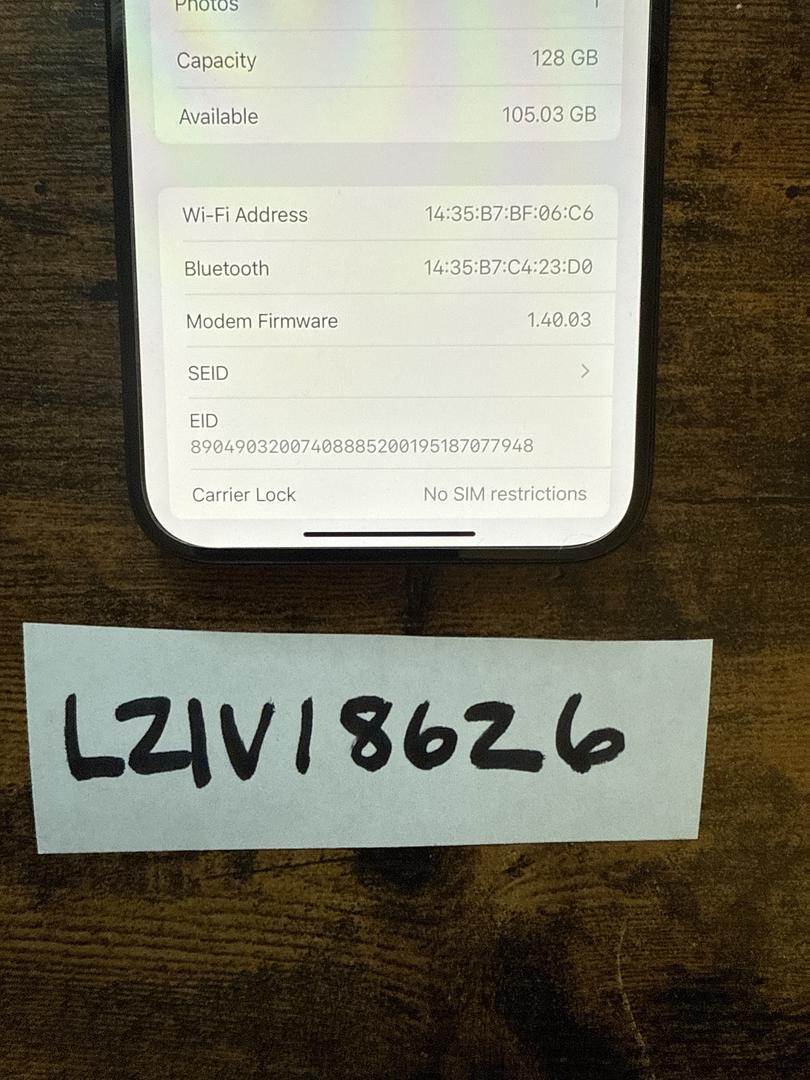 Photos 1
Capacity 128 GB
Available 105.03 GB
Wi-Fi Address 14:35:B7:BF:06:C6
Bluetooth 14:35:B7:C4:23:D0
Modem Firmware 1.40.03
SEID
EID
89049032007408885200195187077948
Carrier Lock No SIM restrictions
LZIV18626